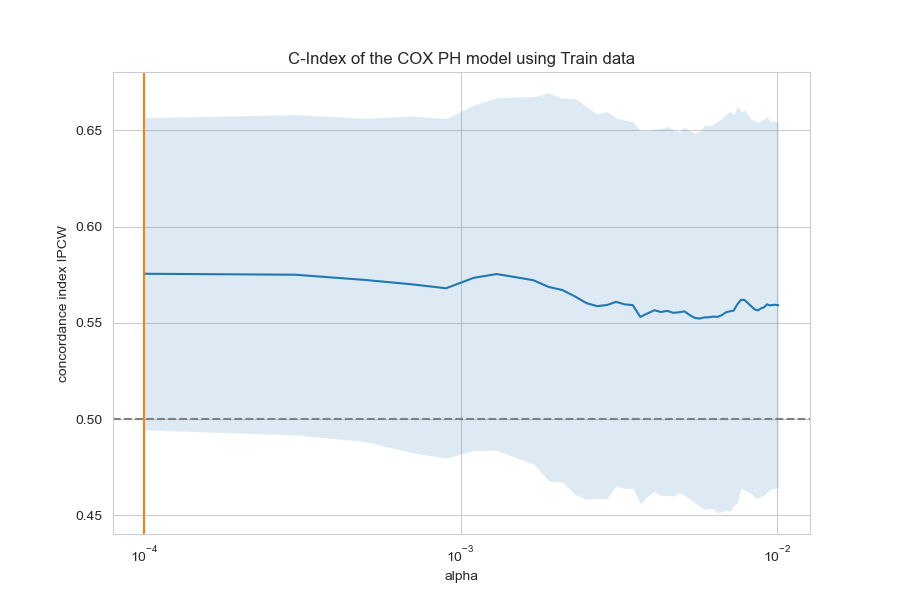 C-Index of the COX PH model using Train data
concordance index IPCW
0.65
0.60
0.55
0.50
0.45
10⁻⁴
10⁻³
10⁻²
alpha